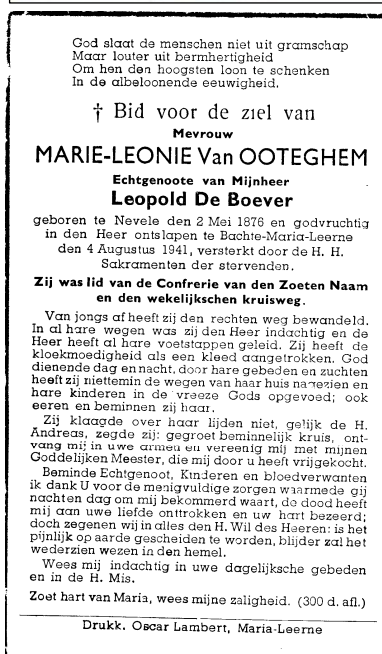 God slaat de menschen niet uit gramschap
Maar louter uit bermhertigheid
Om hen den hoogsten loon te schenken
In de albeloonende eeuwigheid.
† Bid voor de ziel van
Mevrouw
MARIE-LEONIE Van OOTEGHEM
Echtgenoote van Mijnheer
Leopold De Boever
geboren te Nevele den 2 Mei 1876 en godvruchtig
in den Heer ontslapen te Bachte-Maria-Leerne
den 4 Augustus 1941, versterkt door de H. H.
Sakramenten der stervenden.
Zij was lid van de Confrerie van den Zoeten Naam
en den wekelijkschen kruisweg.
Van jongs af heeft zij den rechten weg bewandeld.
In al hare wegen was zij den Heer indachtig en de
Heer heeft al hare voetstappen geleid. Zij heeft de
kloekmoedigheid als een kleed aangetrokken. God
dienende dag en nacht, door hare gebeden en zuchten
heeft zij niettemin de wegen van haar huis nagezien en
hare kinderen in de vreeze Gods opgevoed; ook
eeren en beminnen zij haar.
Zij klaagde over haar lijden niet, gelijk de H.
Andreas, zegde zij: gegroet beminnelijk kruis, ont-
vang mij in uwe armen en vereenig mij met mijnen
Goddelijken Meester, die mij door u heeft vrijgekocht.
Beminde Echtgenoot, Kinderen en bloedverwanten
ik dank U voor de menigvuldige zorgen waarmede gij
nachten dag om mij bekommerd waart, de dood heeft
mij aan uwe liefde onttrokken en uw hart bezeerd;
doch zegenen wij in alles den H. Wil des Heeren: is het
pijnlijk op aarde gescheiden te worden, blijder zal het
wederzien wezen in den hemel.
Wees mij indachtig in uwe dagelijksche gebeden
en in de H. Mis.
Zoet hart van Maria, wees mijne zaligheid. (300 d. afl.)
Drukk. Oscar Lambert, Maria-Leerne